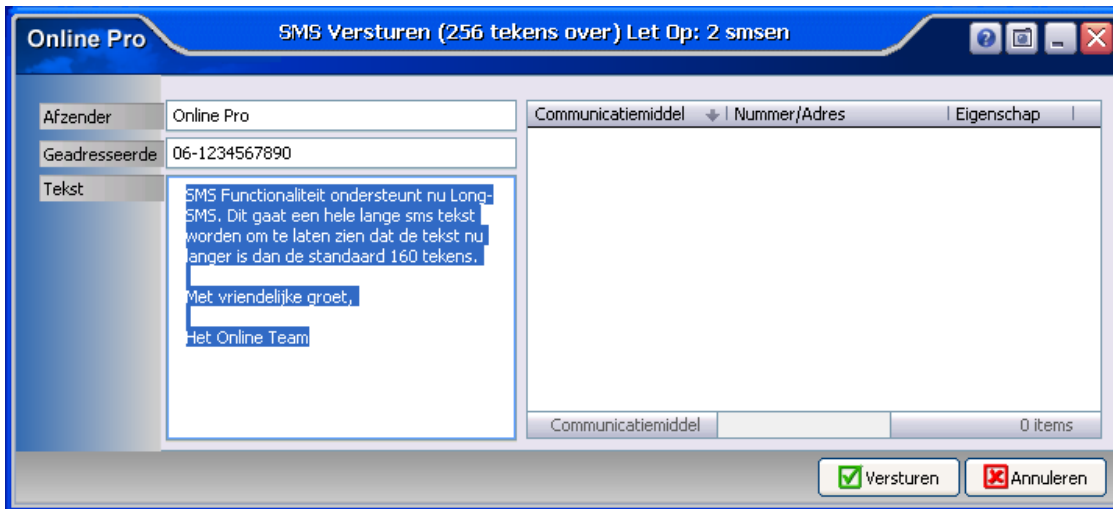 Online Pro
SMS Versturen (256 tekens over) Let Op: 2 smsen
Afzender
Online Pro
Geadresseerde
06-1234567890
Tekst
SMS Functionaliteit ondersteunt nu Long-
SMS. Dit gaat een hele lange sms tekst
worden om te laten zien dat de tekst nu
langer is dan de standaard 160 tekens.
Met vriendelijke groet,
Het Online Team
Communicatiemiddel Nummer/Adres Eigenschap
Communicatiemiddel 0 items
Versturen Annuleren